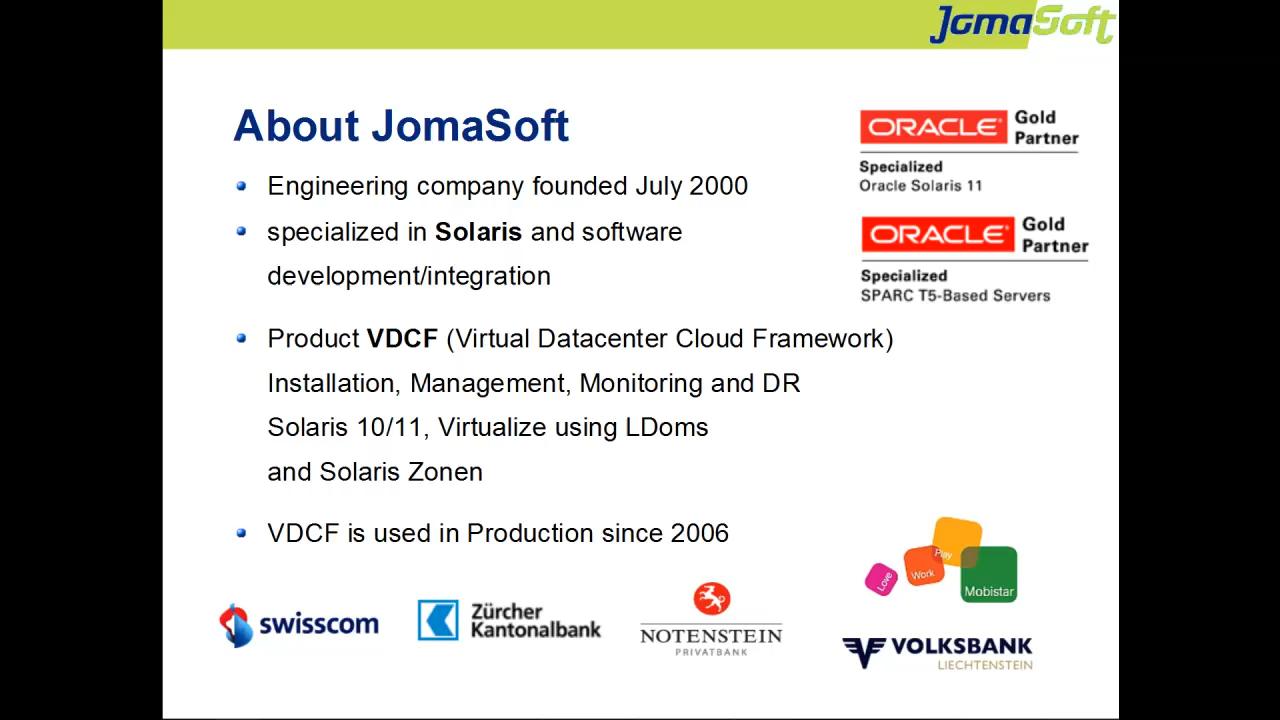 JomaSoft
About JomaSoft
Engineering company founded July 2000
specialized in Solaris and software
development/integration
Product VDCF (Virtual Datacenter Cloud Framework)
Installation, Management, Monitoring and DR
Solaris 10/11, Virtualize using LDoms
and Solaris Zonen
VDCF is used in Production since 2006
ORACLE Gold
Partner
Specialized
Oracle Solaris 11
ORACLE Gold
Partner
Specialized
SPARC T5-Based Servers
swisscom
Zürcher
Kantonalbank
NOTENSTEIN
PRIVATBANK
Love
Work
Play
Mobistar
VOLKSBANK
LIECHTENSTEIN